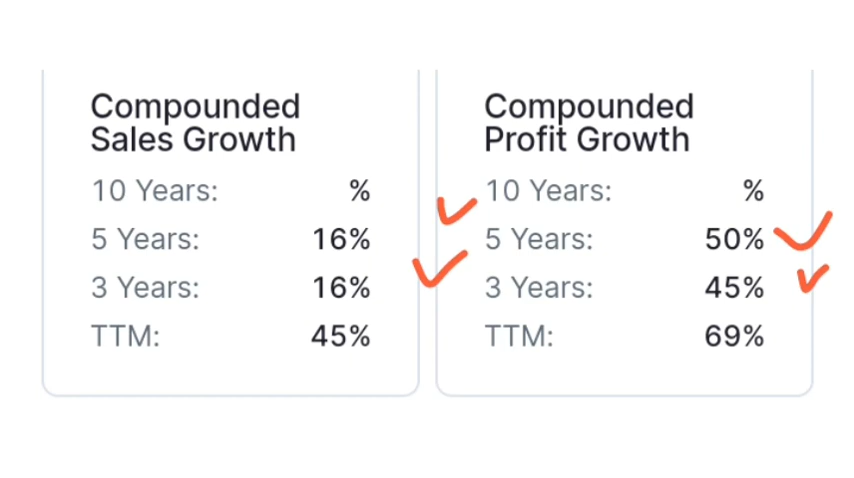 Compounded
Sales Growth
10 Years: %
5 Years: 16%
3 Years: 16%
TTM: 45%
Compounded
Profit Growth
10 Years: %
5 Years: 50%
3 Years: 45%
TTM: 69%